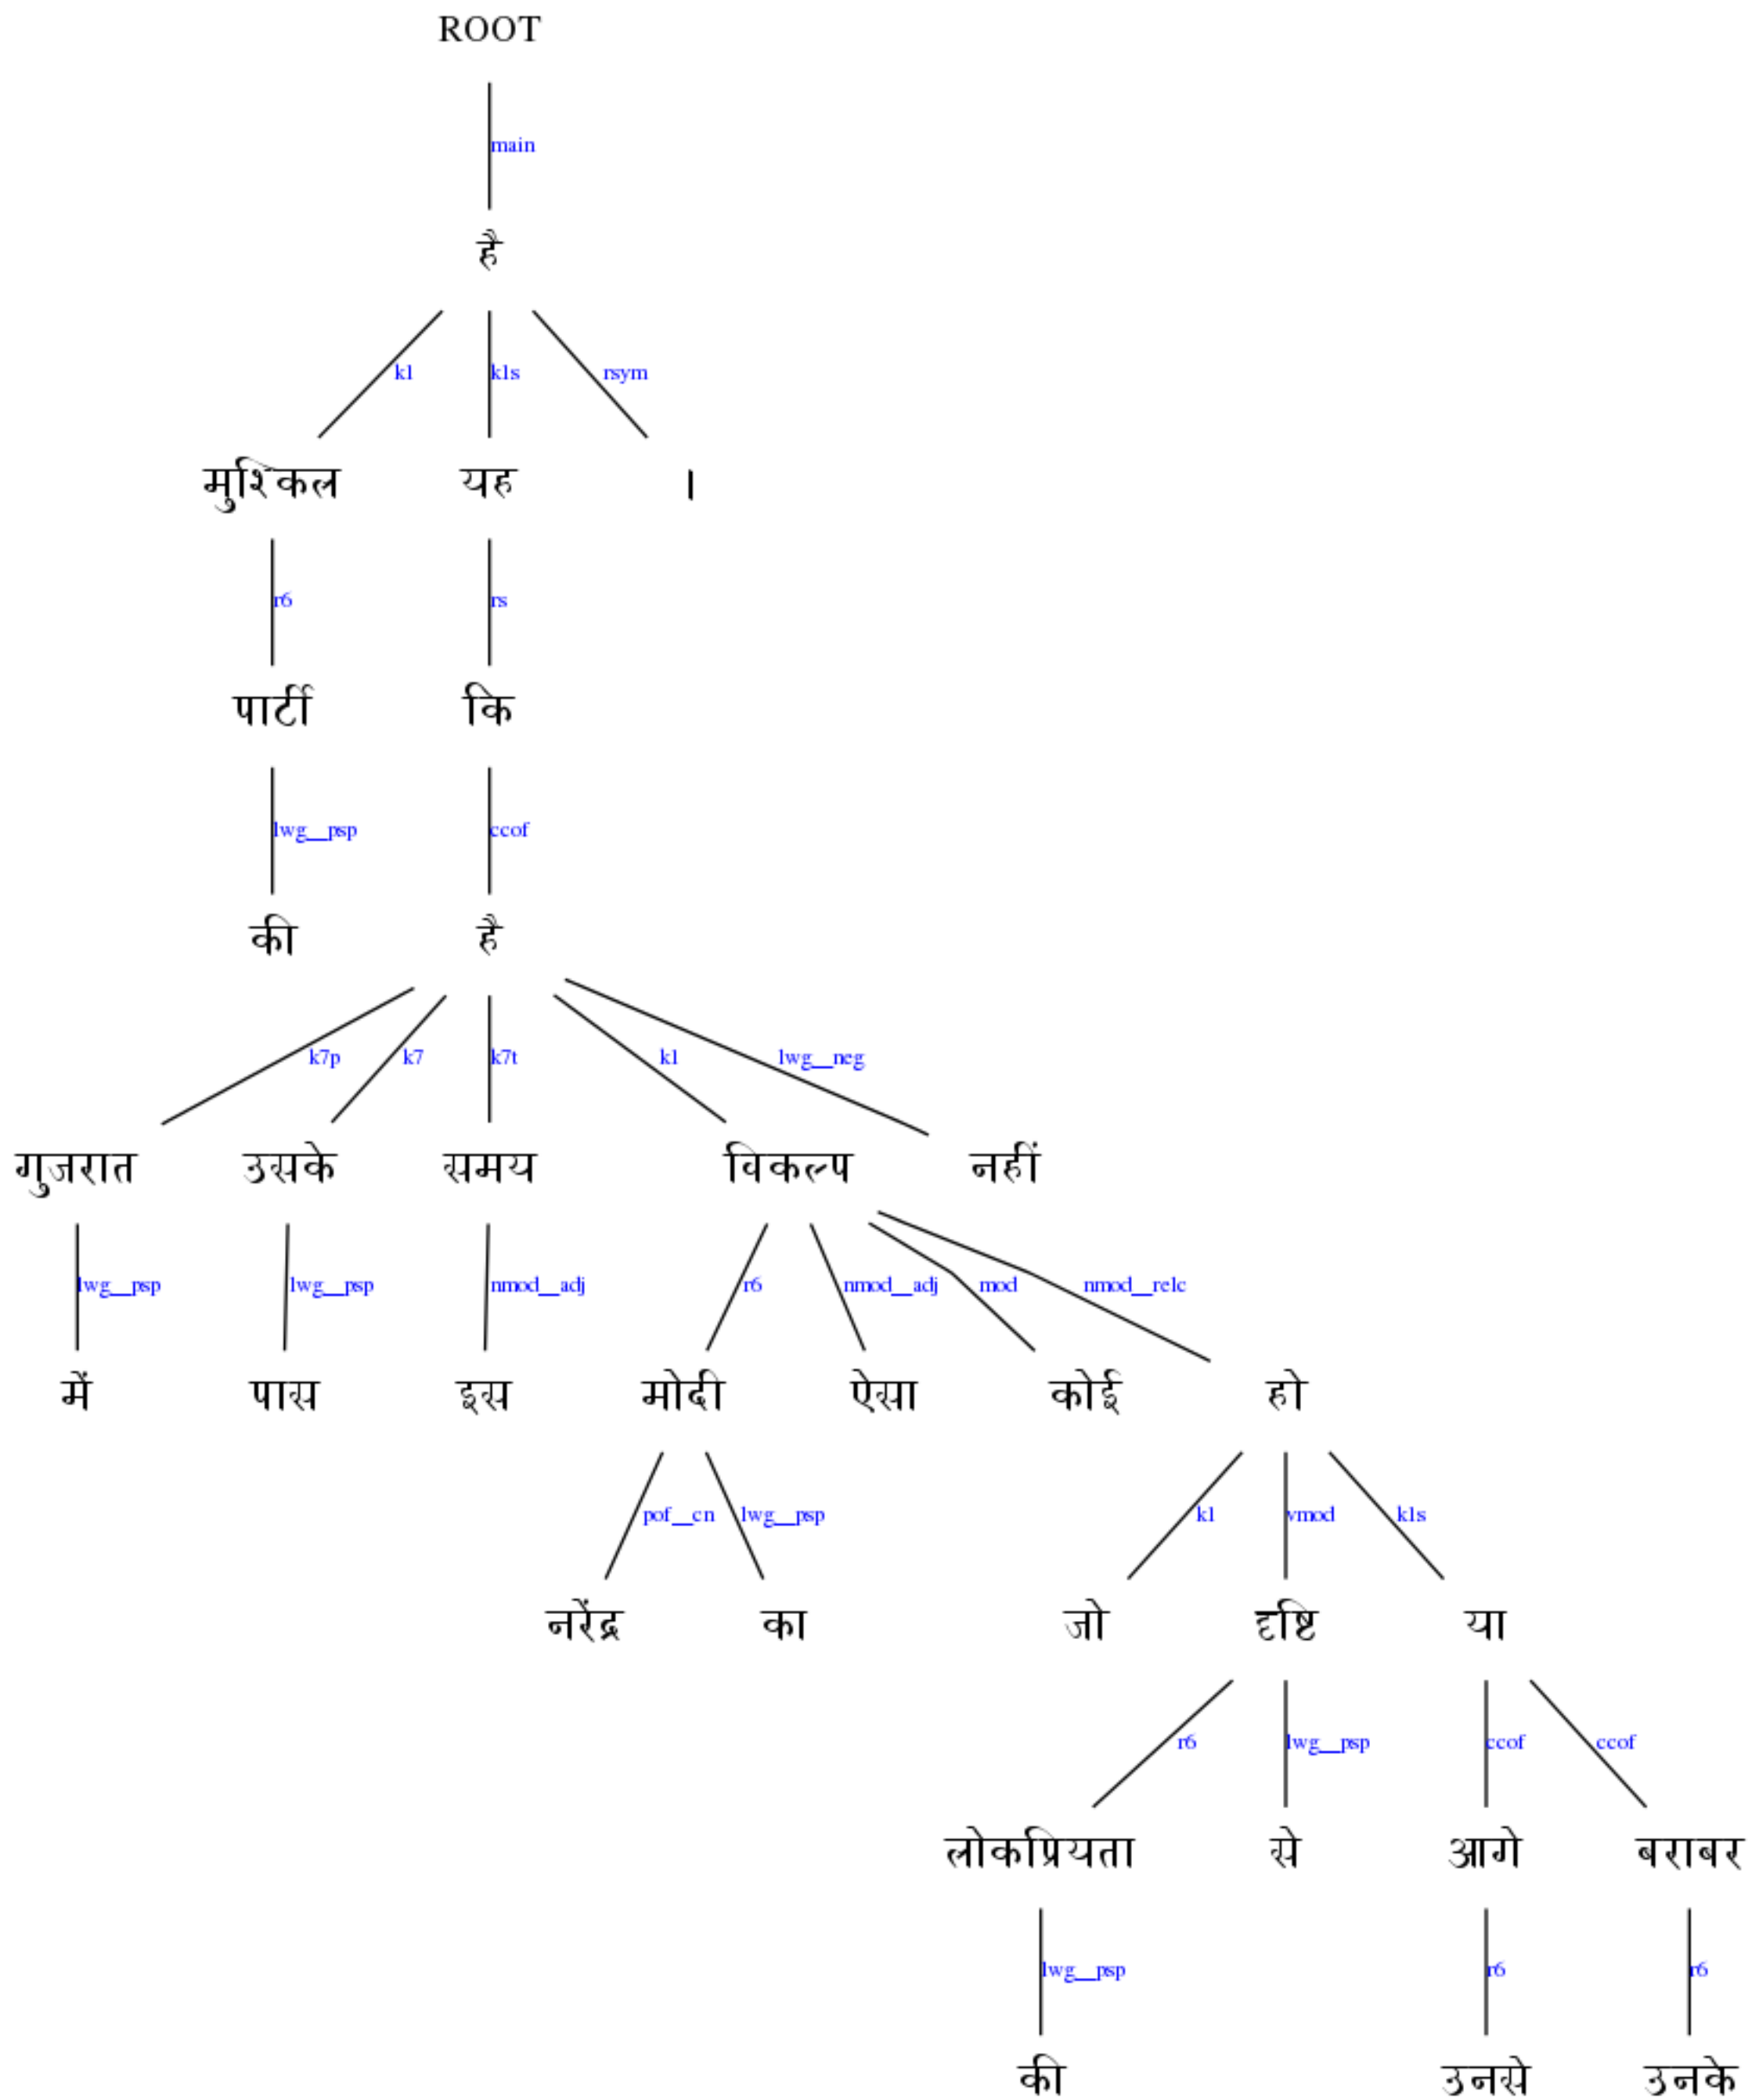 ROOT
main
है
k1 k1s rsym
मुश्किल यह ।
r6 rs
पार्टी कि
lwg__psp ccof
की है
k7p k7 k7t k1 lwg__neg
गुजरात उसके समय विकल्प नहीं
lwg__psp lwg__psp nmod__adj r6 nmod__adj mod nmod__relc
में पास इस मोदी ऐसा कोई हो
pof__cn lwg__psp k1 vmod k1s
नरेंद्र का जो दृष्टि या
r6 lwg__psp ccof ccof
लोकप्रियता से आगे बराबर
lwg__psp r6 r6
की उनसे उनके